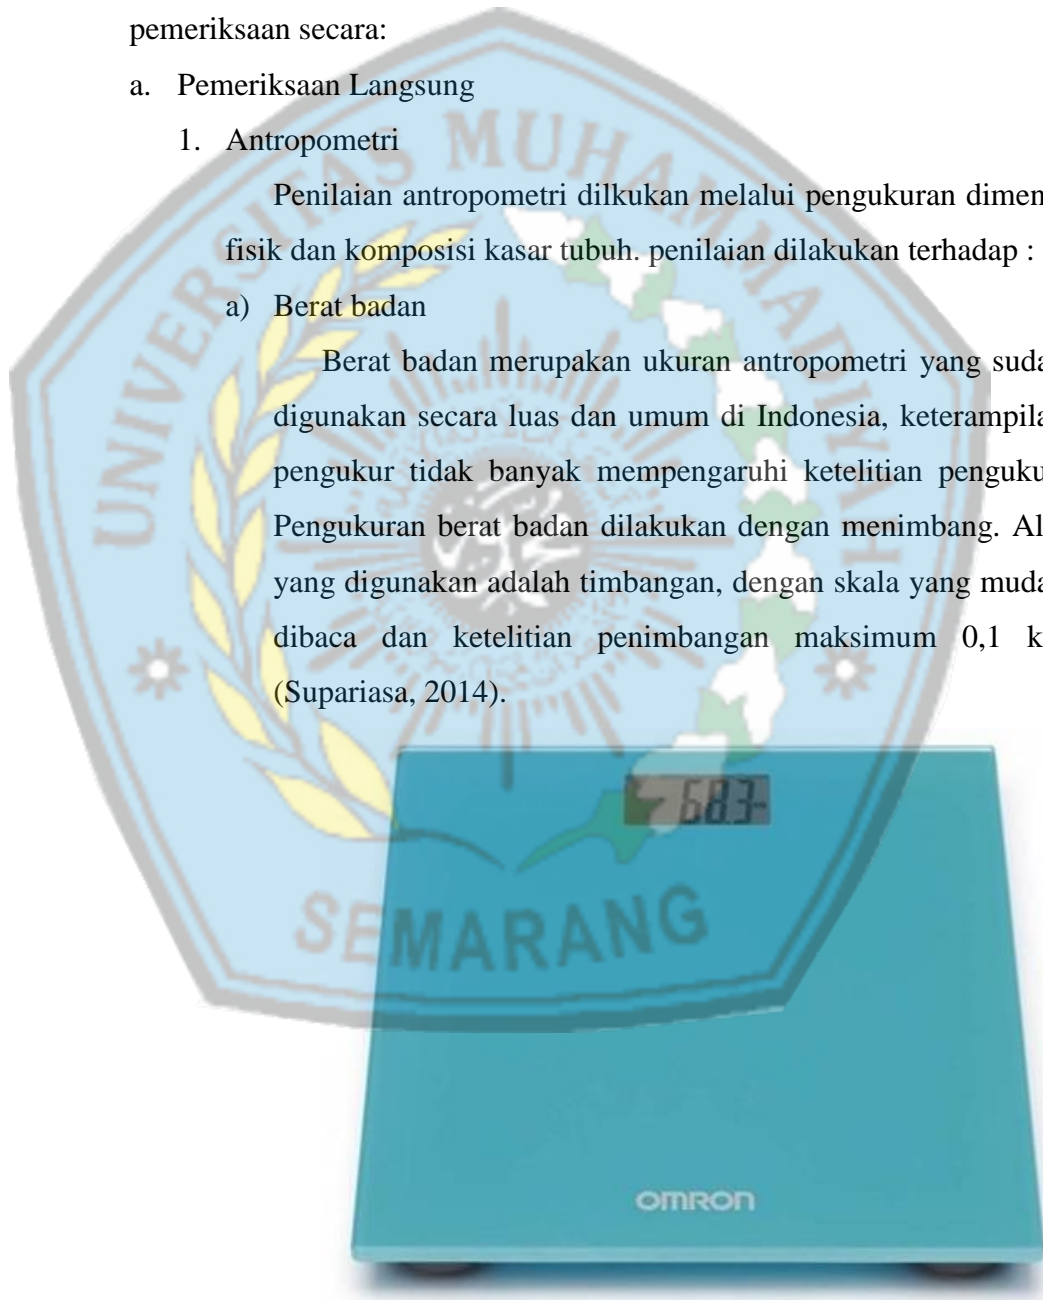 pemeriksaan secara:
a. Pemeriksaan Langsung
1. Antropometri
Penilaian antropometri dilkukan melalui pengukuran dimen
fisik dan komposisi kasar tubuh. penilaian dilakukan terhadap :
a) Berat badan
Berat badan merupakan ukuran antropometri yang suda
digunakan secara luas dan umum di Indonesia, keterampila
pengukur tidak banyak mempengaruhi ketelitian penguku
Pengukuran berat badan dilakukan dengan menimbang. Al
yang digunakan adalah timbangan, dengan skala yang muda
dibaca dan ketelitian penimbangan maksimum 0,1 k
(Supariasa, 2014).
UNIVERSITAS MUHAMMADIYAH
SEMARANG
68.3
OMRON